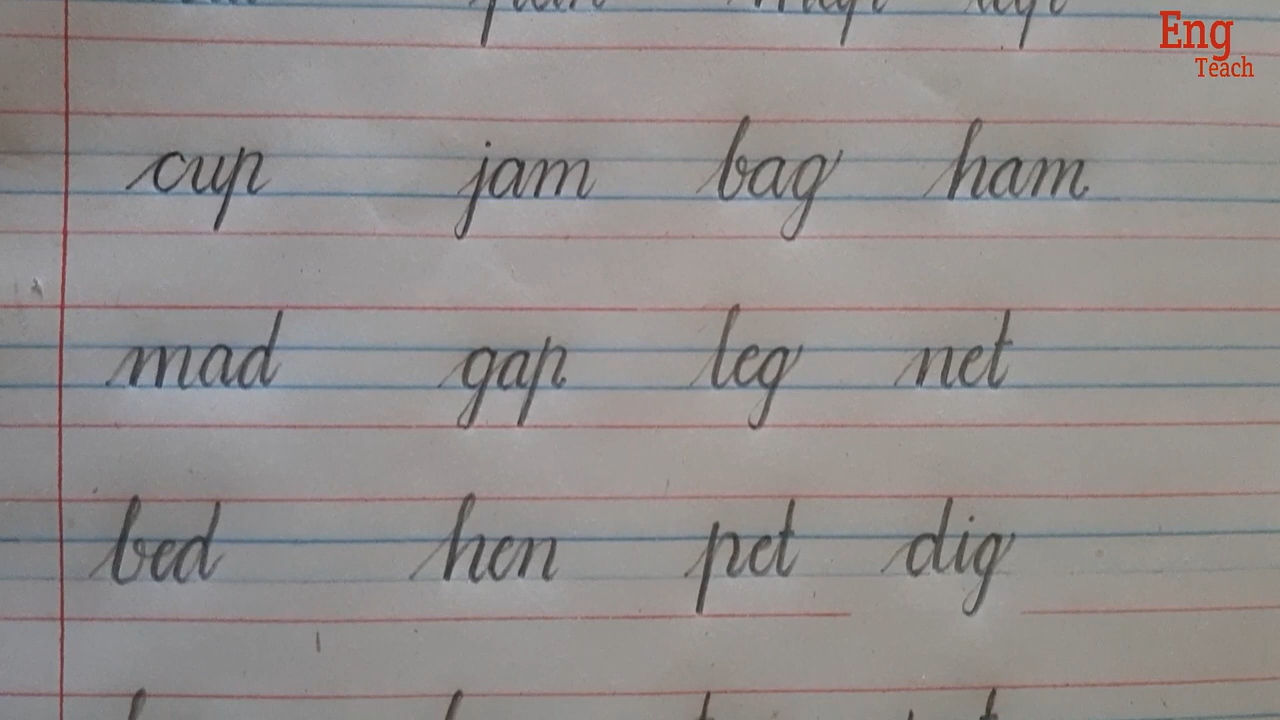 Eng
Teach
cup jam bag ham
mad gap leg net
bed hen pet dig